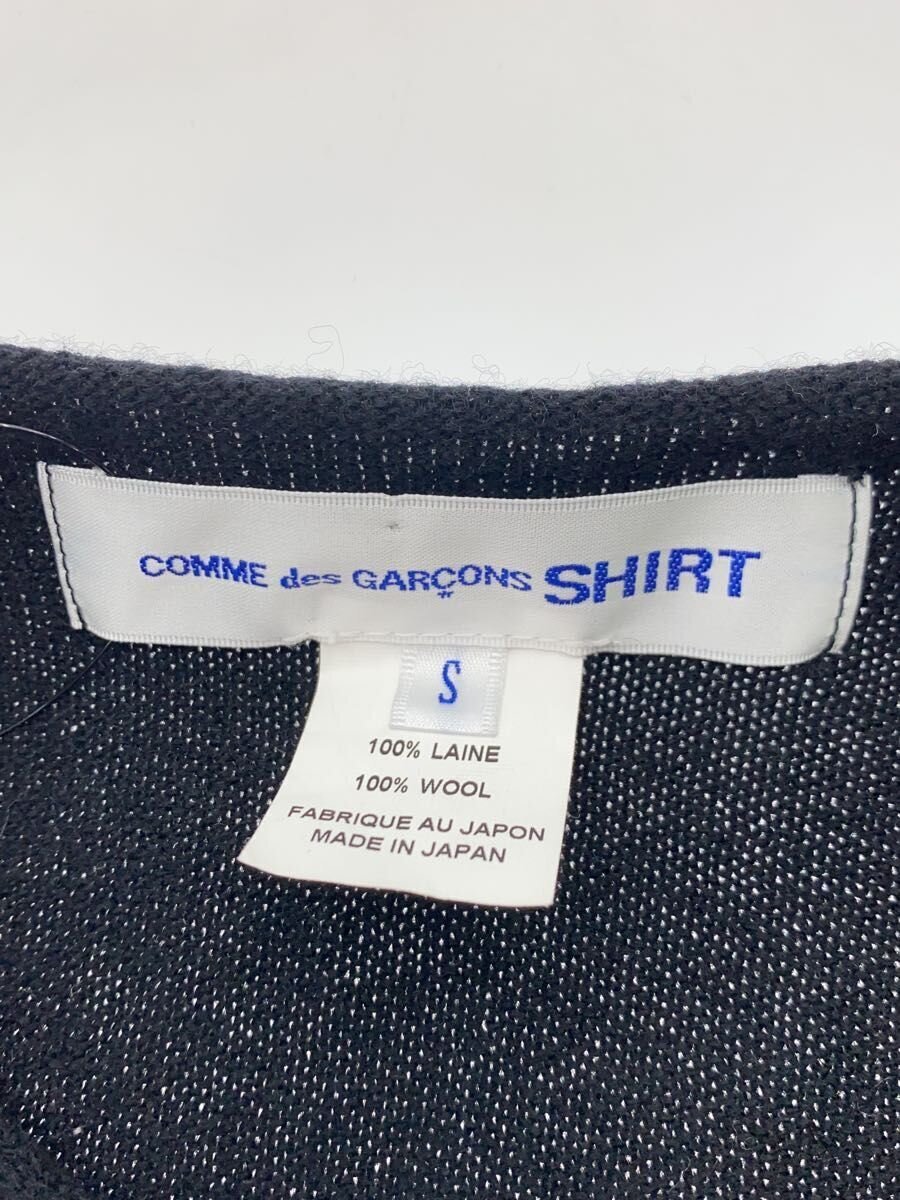 COMME des GARÇONS SHIRT
S
100% LAINE
100% WOOL
FABRIQUE AU JAPON
MADE IN JAPAN